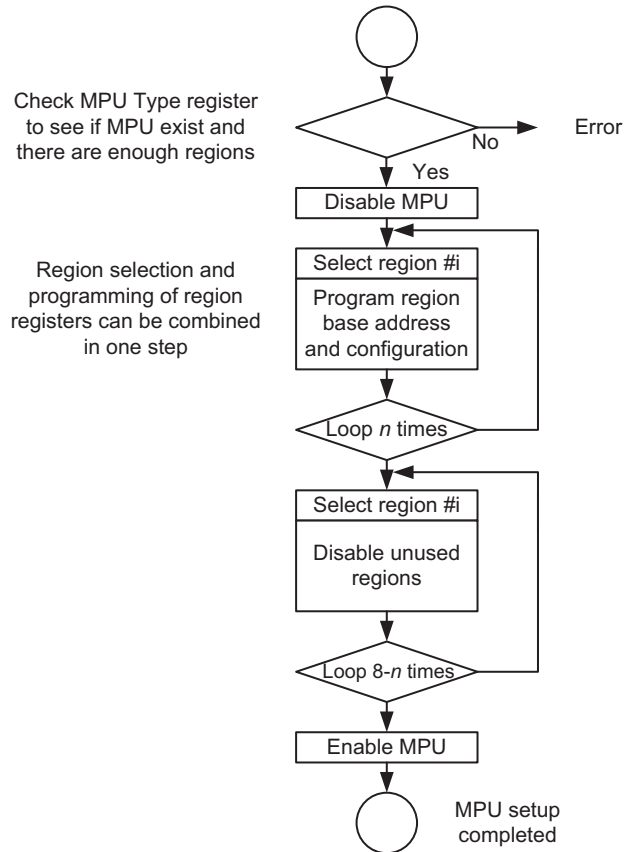 Check MPU Type register
to see if MPU exist and
there are enough regions
No
Error
Yes
Disable MPU
Select region #i
Region selection and
programming of region
registers can be combined
in one step
Program region
base address
and configuration
Loop n times
Select region #i
Disable unused
regions
Loop 8-n times
Enable MPU
MPU setup
completed